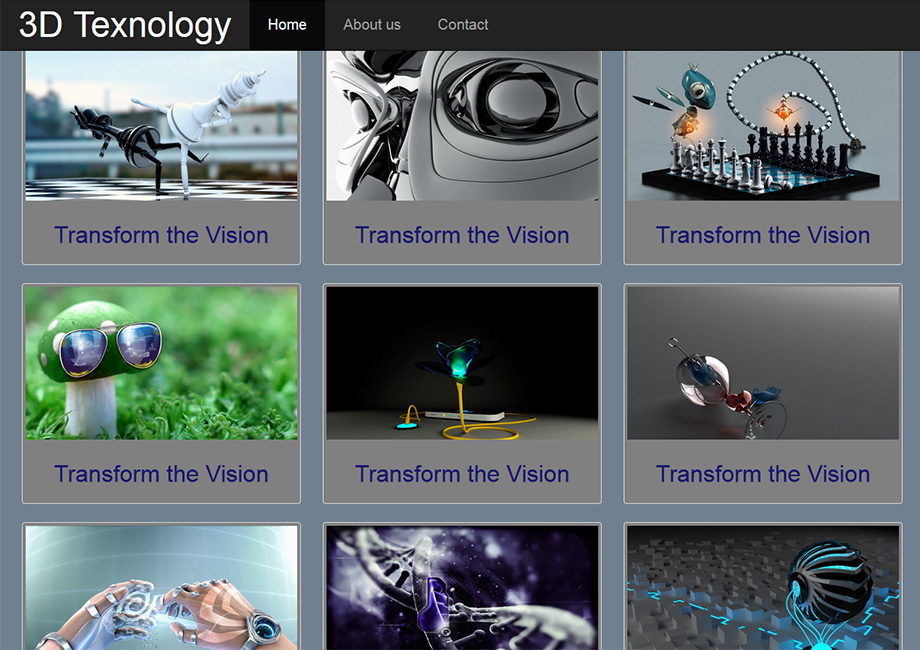 3D Texnology
Home
About us
Contact
Transform the Vision
Transform the Vision
Transform the Vision
Transform the Vision
Transform the Vision
Transform the Vision